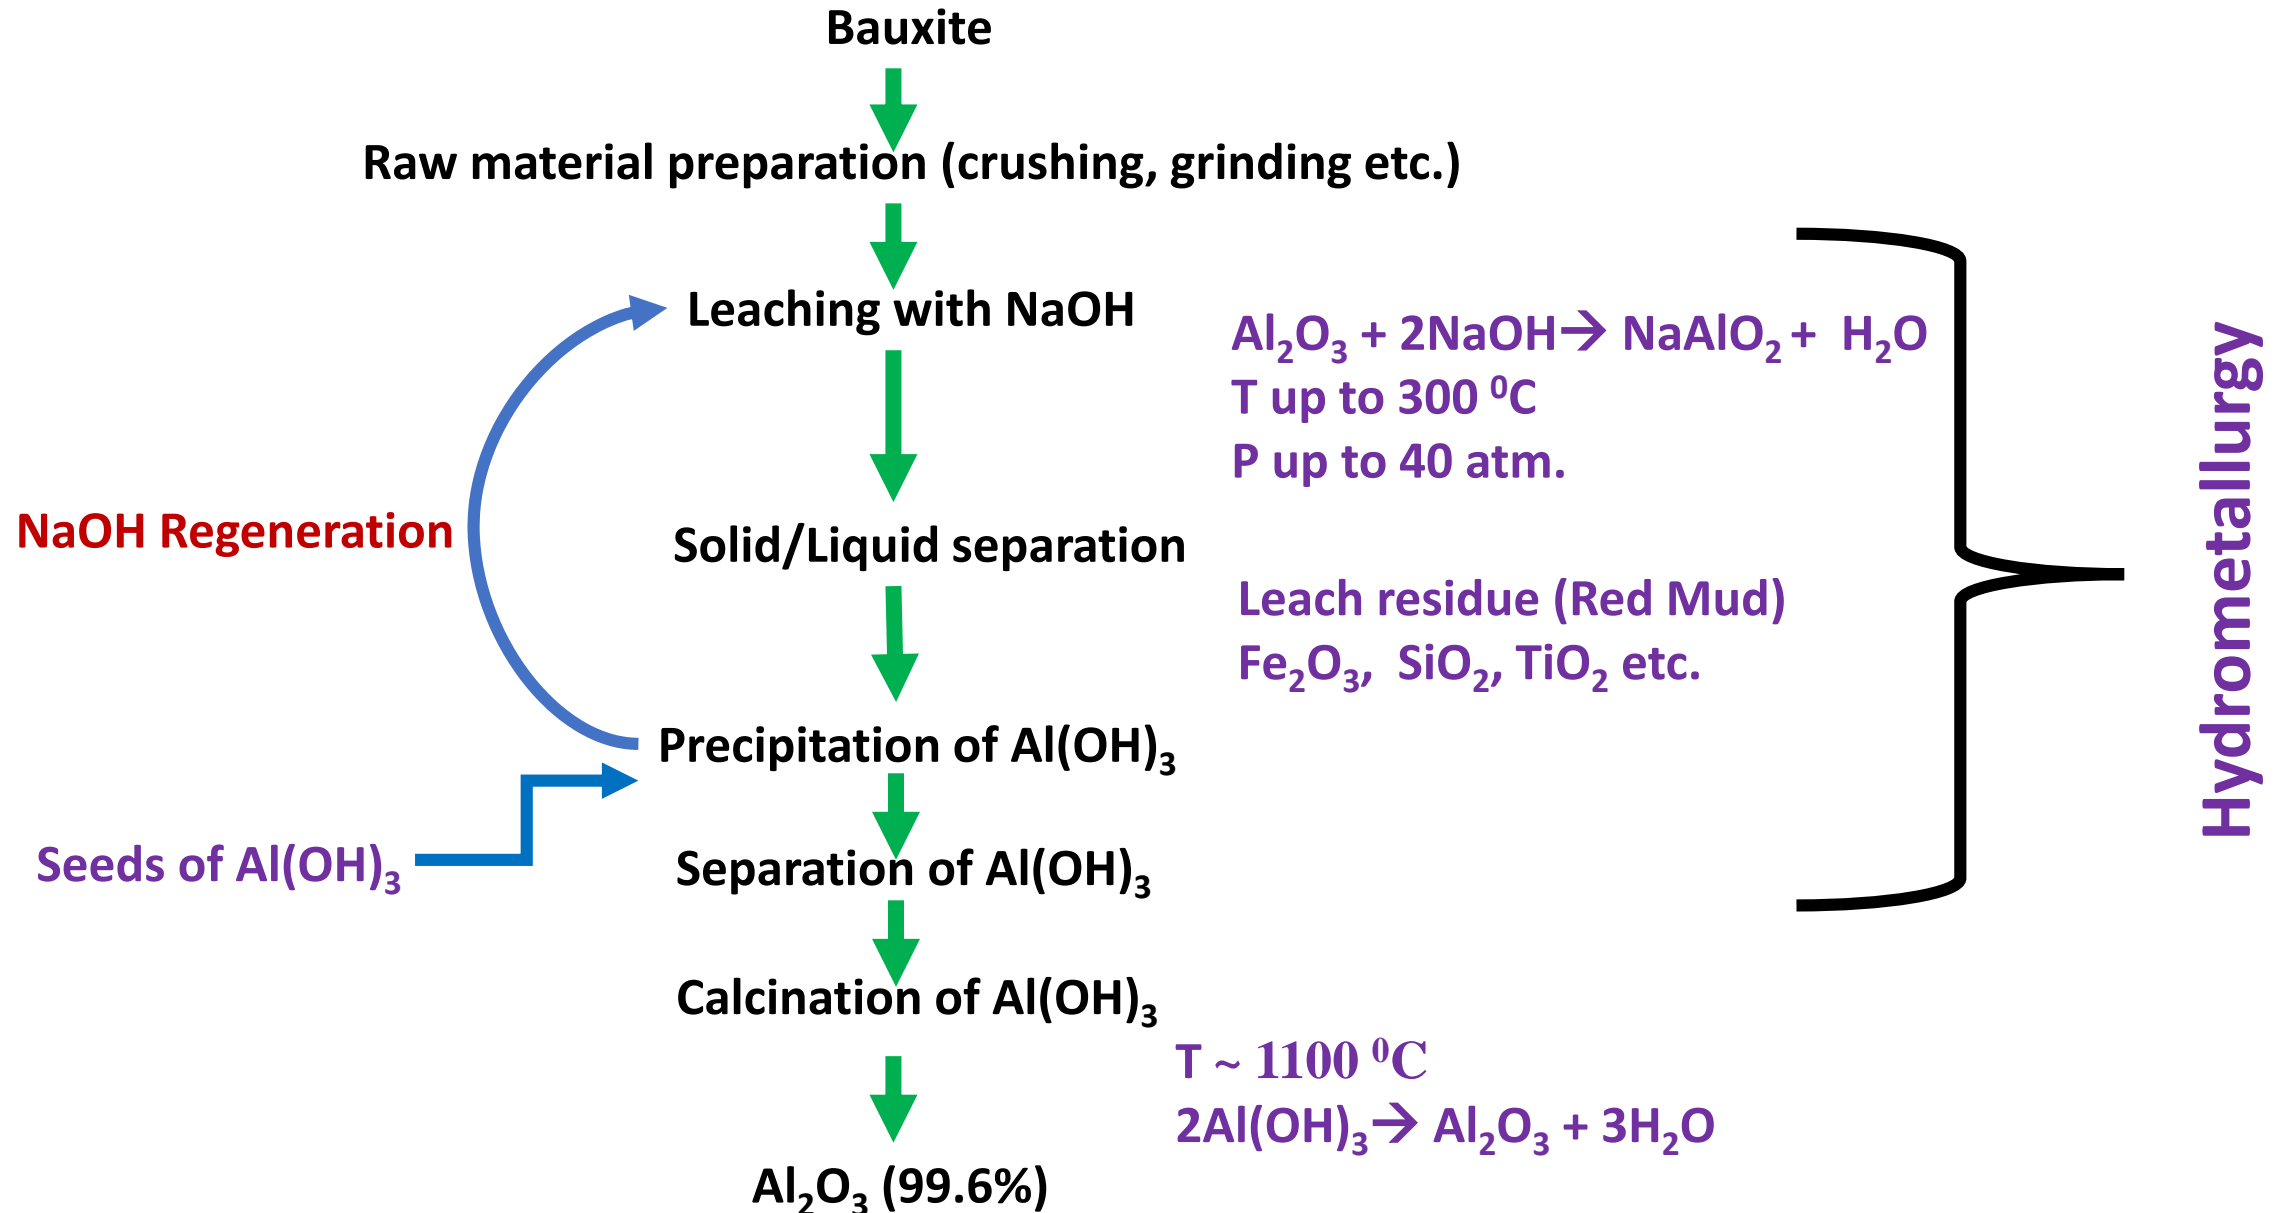 Bauxite
Raw material preparation (crushing, grinding etc.)
Leaching with NaOH
Al₂O₃ + 2NaOH→ NaAlO₂ + H₂O
T up to 300 ⁰C
P up to 40 atm.
NaOH Regeneration
Solid/Liquid separation
Leach residue (Red Mud)
Fe₂O₃, SiO₂, TiO₂ etc.
Precipitation of Al(OH)₃
Seeds of Al(OH)₃
Separation of Al(OH)₃
Calcination of Al(OH)₃
T ~ 1100 ⁰C
2Al(OH)₃→ Al₂O₃ + 3H₂O
Al₂O₃ (99.6%)
Hydrometallurgy